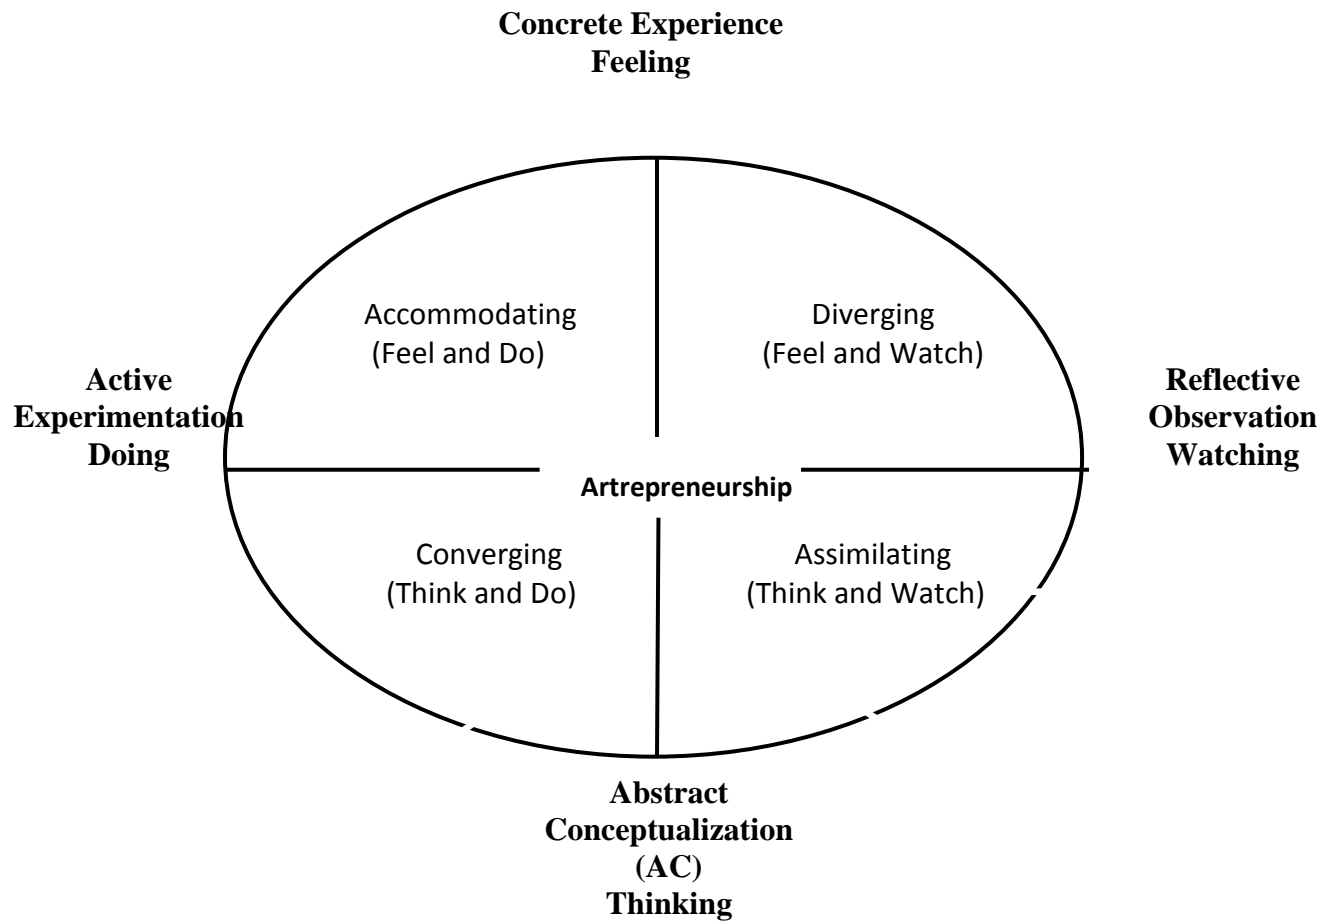 Concrete Experience
Feeling
Accommodating
(Feel and Do)
Diverging
(Feel and Watch)
Active
Experimentation
Doing
Reflective
Observation
Watching
Artrepreneurship
Converging
(Think and Do)
Assimilating
(Think and Watch)
Abstract
Conceptualization
(AC)
Thinking